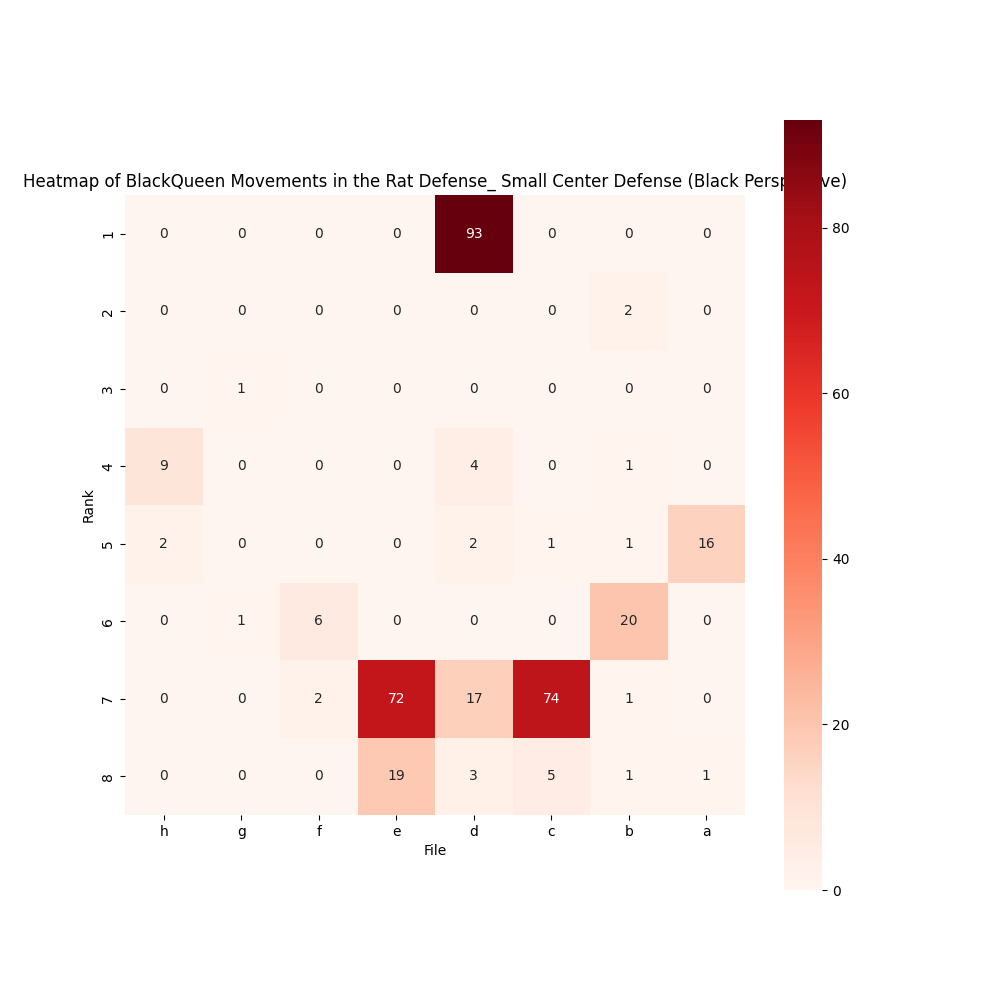 Heatmap of BlackQueen Movements in the Rat Defense_ Small Center Defense (Black Perspective)
80
1 0 0 0 0 93 0 0 0
2 0 0 0 0 0 0 2 0
3 0 1 0 0 0 0 0 0
60
4 9 0 0 0 4 0 1 0
Rank
5 2 0 0 0 2 1 1 16
40
6 0 1 6 0 0 0 20 0
7 0 0 2 72 17 74 1 0
20
8 0 0 0 19 3 5 1 1
h g f e d c b a
File
0